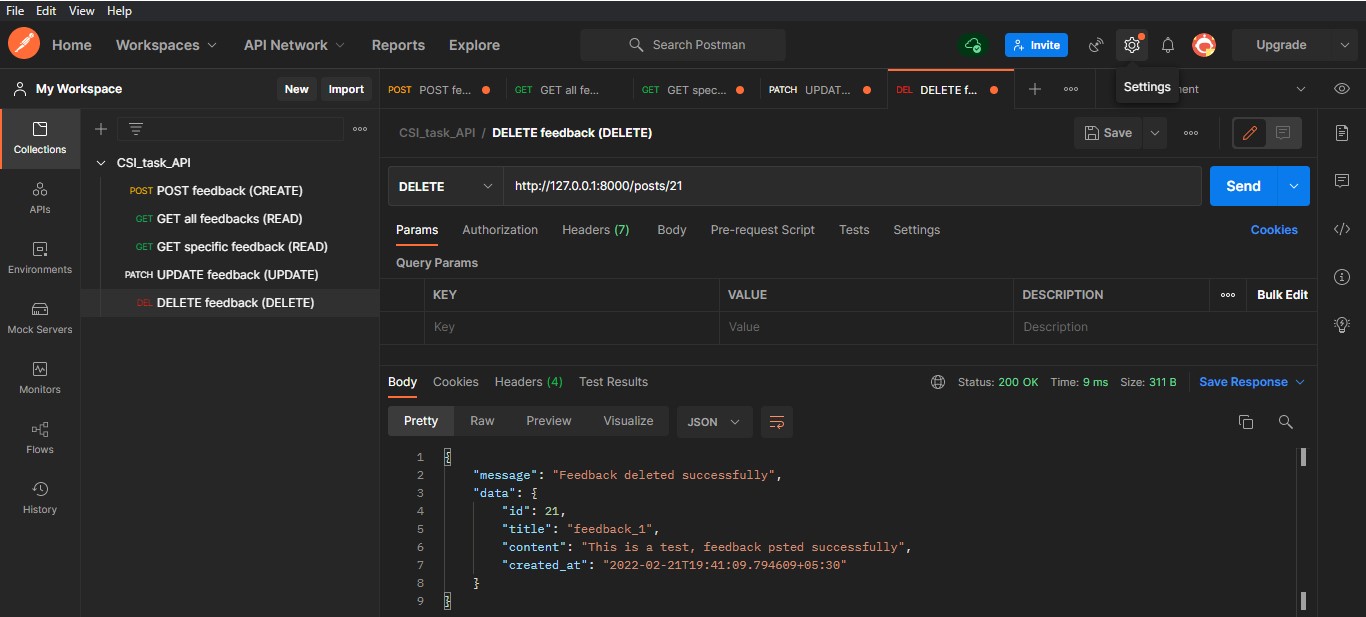 File Edit View Help
Home Workspaces API Network Reports Explore Search Postman Invite Upgrade
My Workspace New Import POST POST fe... GET GET all fe... GET GET spec... PATCH UPDAT... DEL DELETE f... Settings ment
Collections
APIs
Environments
Mock Servers
Monitors
Flows
History
CSI_task_API
POST POST feedback (CREATE)
GET GET all feedbacks (READ)
GET GET specific feedback (READ)
PATCH UPDATE feedback (UPDATE)
DEL DELETE feedback (DELETE)
CSI_task_API / DELETE feedback (DELETE) Save
DELETE http://127.0.0.1:8000/posts/21 Send
Params Authorization Headers (7) Body Pre-request Script Tests Settings Cookies
Query Params
KEY VALUE DESCRIPTION Bulk Edit
Key Value Description
Body Cookies Headers (4) Test Results Status: 200 OK Time: 9 ms Size: 311 B Save Response
Pretty Raw Preview Visualize JSON
1 {
2 "message": "Feedback deleted successfully",
3 "data": {
4 "id": 21,
5 "title": "feedback_1",
6 "content": "This is a test, feedback psted successfully",
7 "created_at": "2022-02-21T19:41:09.794609+05:30"
8 }
9 }